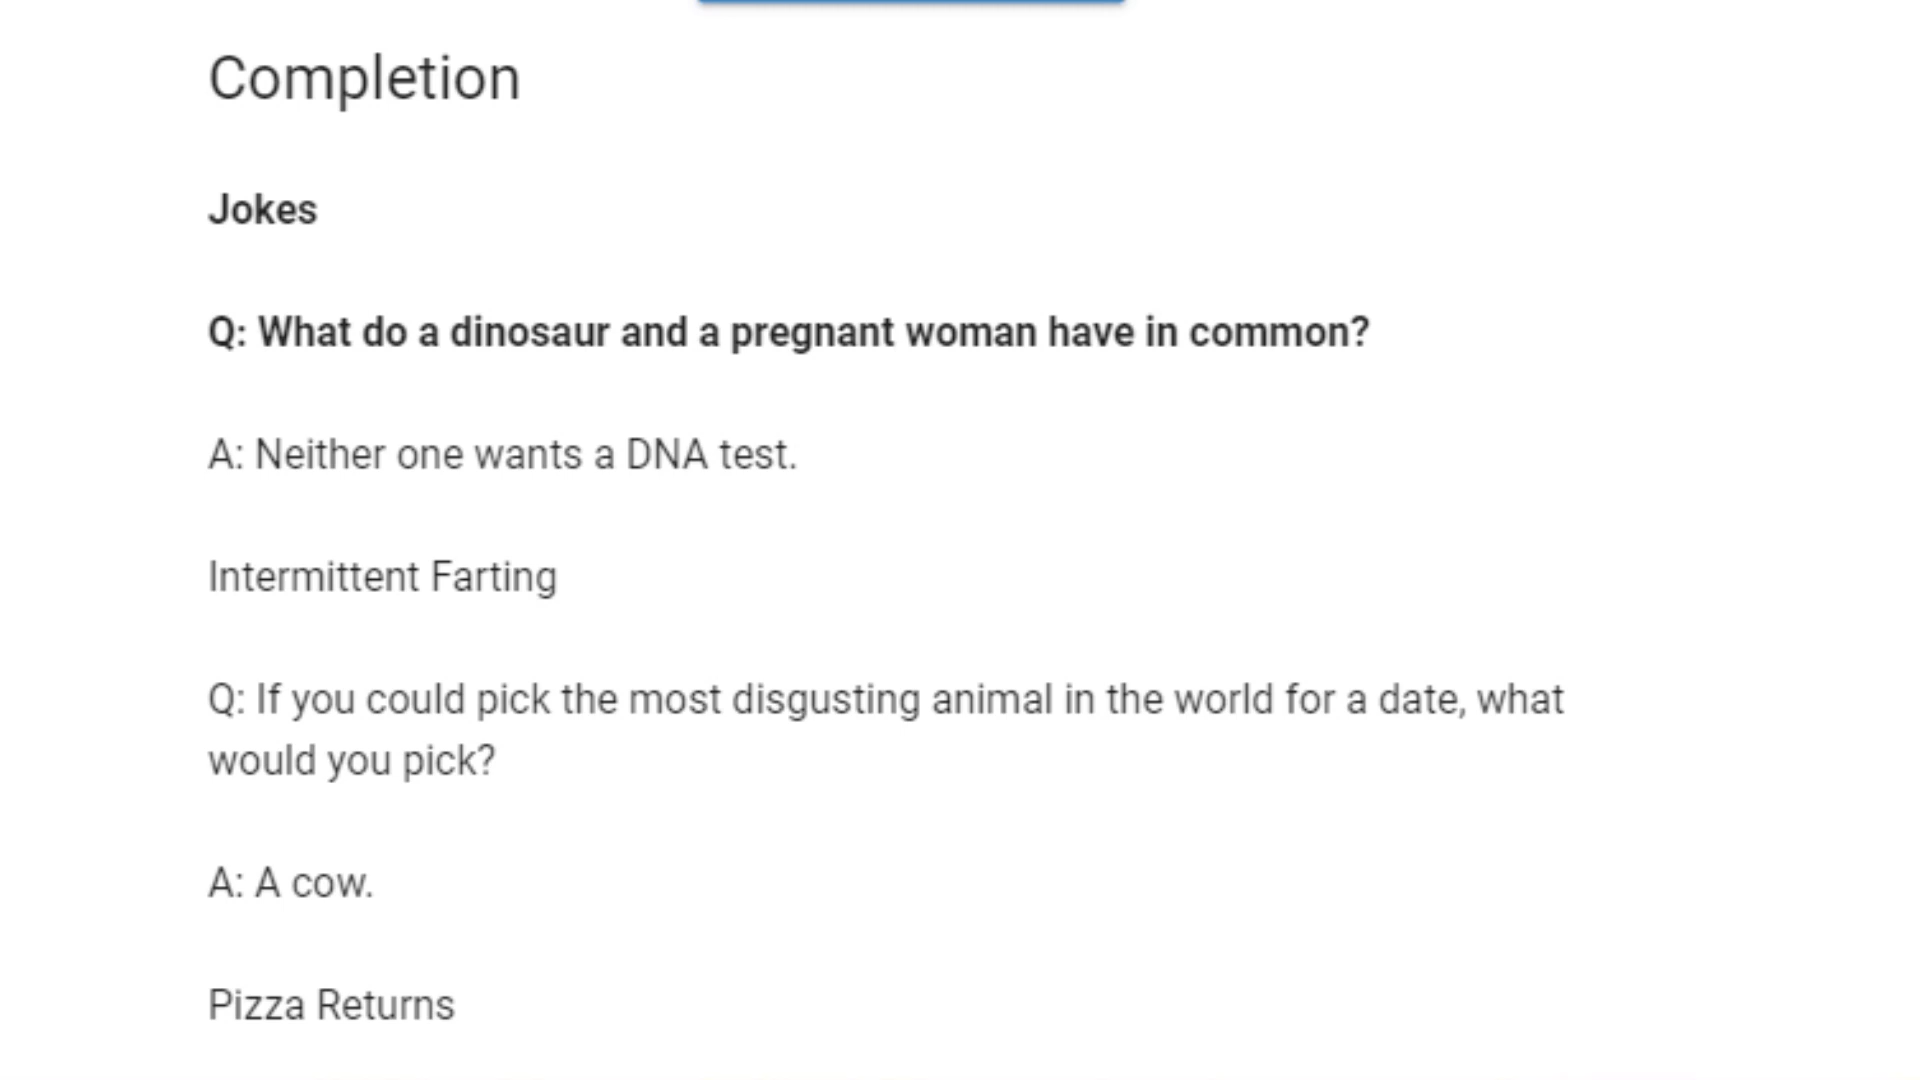 Completion
Jokes
Q: What do a dinosaur and a pregnant woman have in common?
A: Neither one wants a DNA test.
Intermittent Farting
Q: If you could pick the most disgusting animal in the world for a date, what
would you pick?
A: A cow.
Pizza Returns